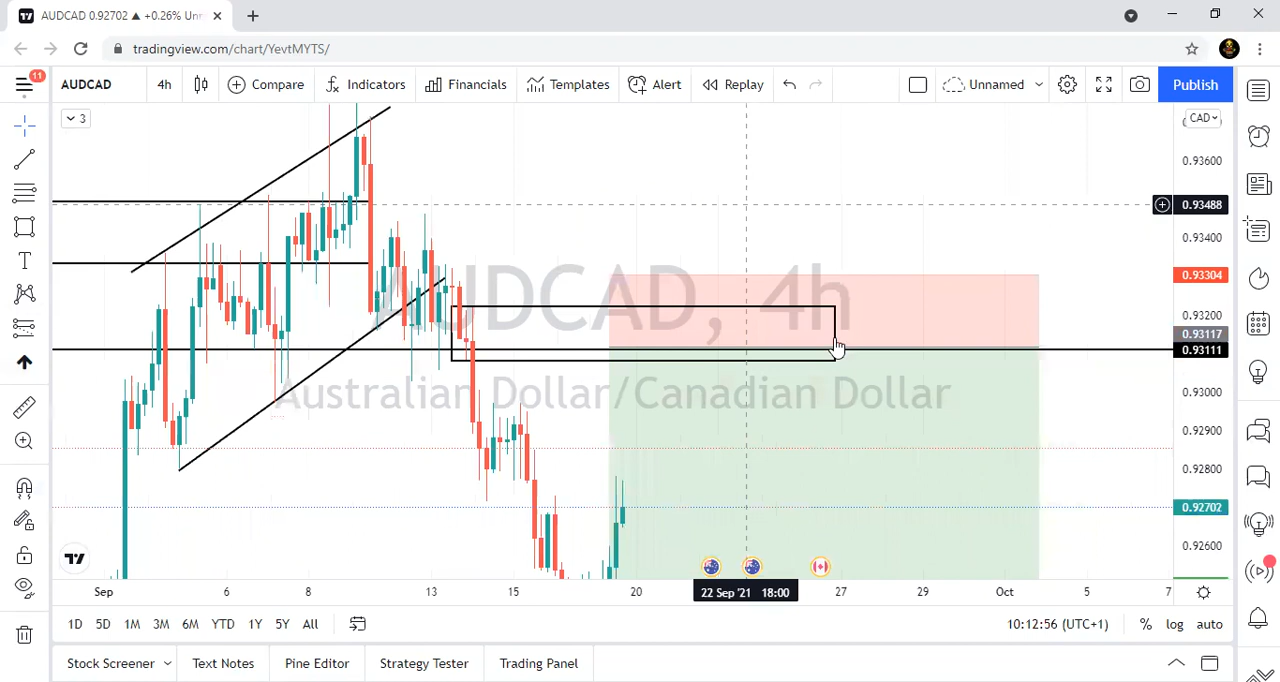 AUDCAD 0.92702 ▲ +0.26% Un
tradingview.com/chart/YevtMYTS/
11
AUDCAD 4h Compare Indicators Financials Templates Alert Replay Unnamed Publish
3
CAD
0.93600
0.93488
0.93400
0.93304
0.93200
0.93117
0.93111
0.93000
0.92900
0.92800
0.92702
0.92600
AUDCAD, 4h
Australian Dollar/Canadian Dollar
Sep 6 8 13 15 20 22 Sep '21 18:00 27 29 Oct 5 7
1D 5D 1M 3M 6M YTD 1Y 5Y All 10:12:56 (UTC+1) % log auto
Stock Screener Text Notes Pine Editor Strategy Tester Trading Panel